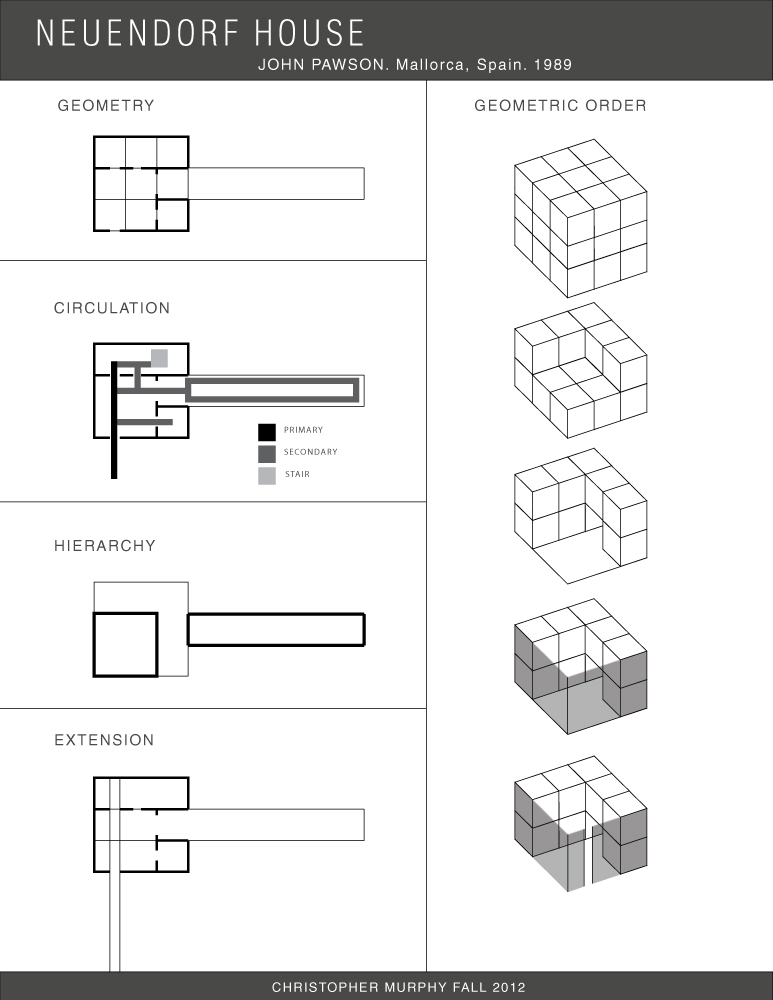 NEUENDORF HOUSE
JOHN PAWSON. Mallorca, Spain. 1989
GEOMETRY
CIRCULATION
PRIMARY
SECONDARY
STAIR
HIERARCHY
EXTENSION
GEOMETRIC ORDER
CHRISTOPHER MURPHY FALL 2012